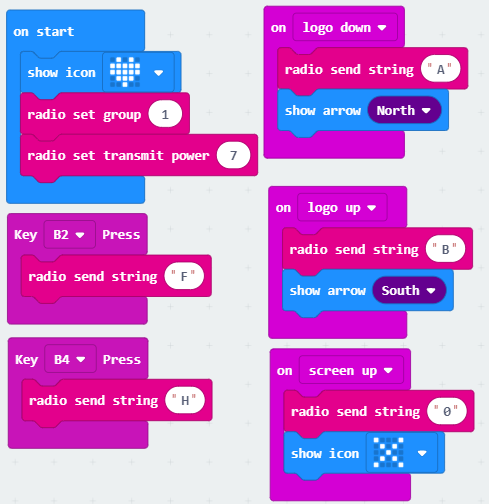 on start
show icon
radio set group 1
radio set transmit power 7
Key B2 Press
radio send string "F"
Key B4 Press
radio send string "H"
on logo down
radio send string "A"
show arrow North
on logo up
radio send string "B"
show arrow South
on screen up
radio send string "0"
show icon